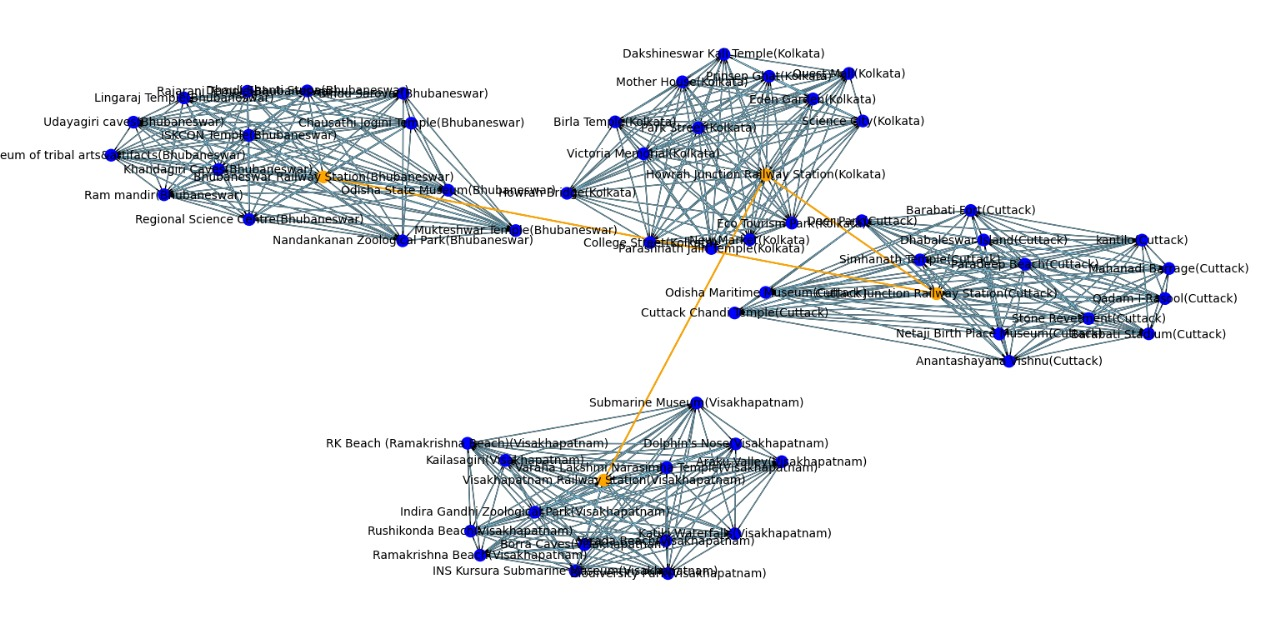 Dakshineswar Kali Temple(Kolkata)
Mother House(Kolkata)
Prinsep Ghat(Kolkata)
Quest Mall(Kolkata)
Eden Garden(Kolkata)
Birla Temple(Kolkata)
Park Street(Kolkata)
Science City(Kolkata)
Victoria Memorial(Kolkata)
Howrah Junction Railway Station(Kolkata)
Howrah Bridge(Kolkata)
Eco Tourism Park(Kolkata)
College Street(Kolkata)
New Market(Kolkata)
Parashnath Jain Temple(Kolkata)
Lingaraj Temple(Bhubaneswar)
Udayagiri caves(Bhubaneswar)
ISKCON Temple(Bhubaneswar)
Chausathi Jogini Temple(Bhubaneswar)
eum of tribal arts&artifacts(Bhubaneswar)
Khandagiri Caves(Bhubaneswar)
Bhubaneswar Railway Station(Bhubaneswar)
Odisha State Museum(Bhubaneswar)
Ram mandir(Bhubaneswar)
Regional Science Centre(Bhubaneswar)
Mukteshwar Temple(Bhubaneswar)
Nandankanan Zoological Park(Bhubaneswar)
Deer Park(Cuttack)
Barabati Fort(Cuttack)
Dhabaleswar Island(Cuttack)
kantilo(Cuttack)
Simhanath Temple(Cuttack)
Paradeep Beach(Cuttack)
Mahanadi Barrage(Cuttack)
Odisha Maritime Museum(Cuttack)
Cuttack Junction Railway Station(Cuttack)
Qadam-I-Rasool(Cuttack)
Cuttack Chandi Temple(Cuttack)
Stone Revetment(Cuttack)
Netaji Birth Place Museum(Cuttack)
Barabati Stadium(Cuttack)
Anantashayana Vishnu(Cuttack)
Submarine Museum(Visakhapatnam)
RK Beach (Ramakrishna Beach)(Visakhapatnam)
Dolphin's Nose(Visakhapatnam)
Kailasagiri(Visakhapatnam)
Araku Valley(Visakhapatnam)
Varaha Lakshmi Narasimha Temple(Visakhapatnam)
Visakhapatnam Railway Station(Visakhapatnam)
Indira Gandhi Zoological Park(Visakhapatnam)
Rushikonda Beach(Visakhapatnam)
Katiki Waterfalls(Visakhapatnam)
Borra Caves(Visakhapatnam)
Ramakrishna Beach(Visakhapatnam)
INS Kursura Submarine Museum(Visakhapatnam)
Biodiversity Park(Visakhapatnam)